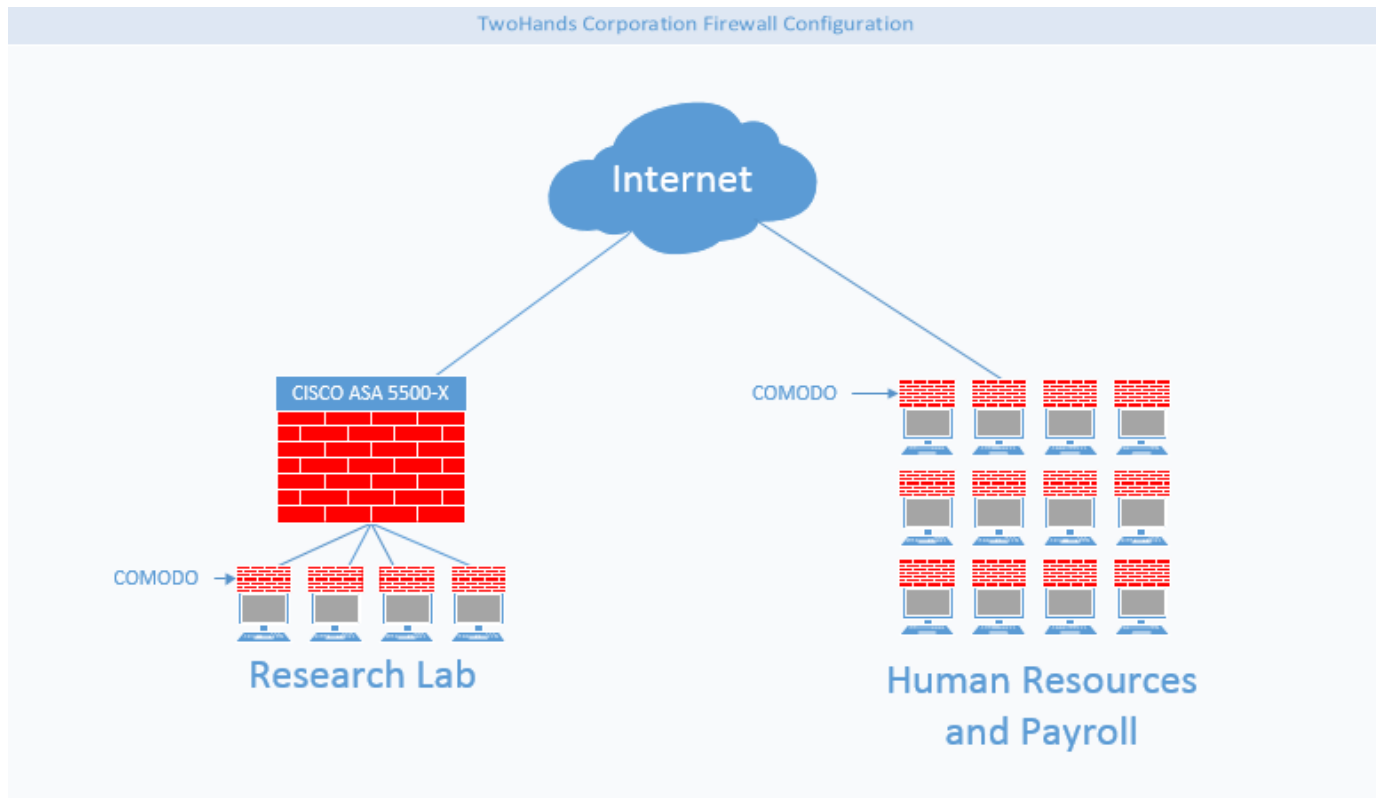 TwoHands Corporation Firewall Configuration
Internet
CISCO ASA 5500-X
COMODO
COMODO
Research Lab
Human Resources
and Payroll